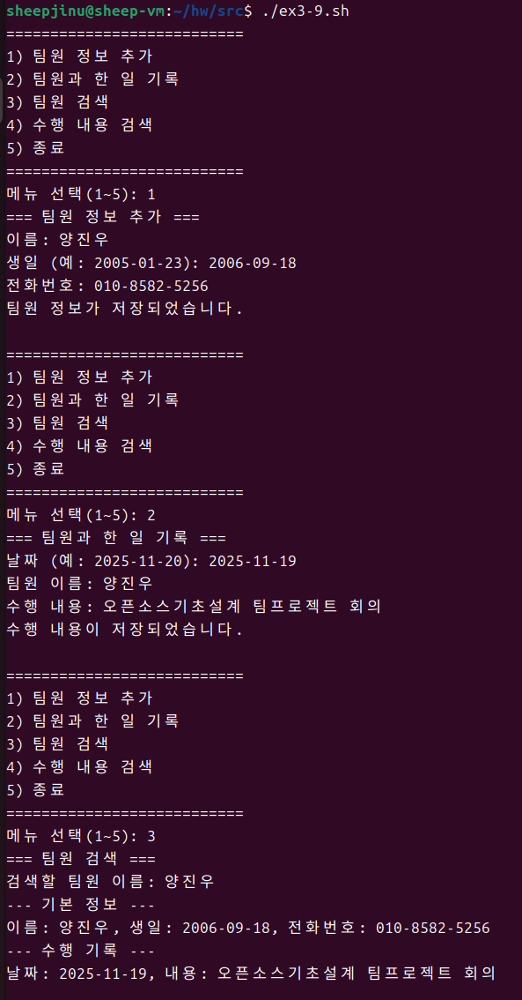 sheepjinu@sheep-vm:~/hw/src$ ./ex3-9.sh
===========================
1) 팀원 정보 추가
2) 팀원과 한 일 기록
3) 팀원 검색
4) 수행 내용 검색
5) 종료
===========================
메뉴 선택(1~5): 1
=== 팀원 정보 추가 ===
이름: 양진우
생일 (예: 2005-01-23): 2006-09-18
전화번호: 010-8582-5256
팀원 정보가 저장되었습니다.

===========================
1) 팀원 정보 추가
2) 팀원과 한 일 기록
3) 팀원 검색
4) 수행 내용 검색
5) 종료
===========================
메뉴 선택(1~5): 2
=== 팀원과 한 일 기록 ===
날짜 (예: 2025-11-20): 2025-11-19
팀원 이름: 양진우
수행 내용: 오픈소스기초설계 팀프로젝트 회의
수행 내용이 저장되었습니다.

===========================
1) 팀원 정보 추가
2) 팀원과 한 일 기록
3) 팀원 검색
4) 수행 내용 검색
5) 종료
===========================
메뉴 선택(1~5): 3
=== 팀원 검색 ===
검색할 팀원 이름: 양진우
--- 기본 정보 ---
이름: 양진우, 생일: 2006-09-18, 전화번호: 010-8582-5256
--- 수행 기록 ---
날짜: 2025-11-19, 내용: 오픈소스기초설계 팀프로젝트 회의